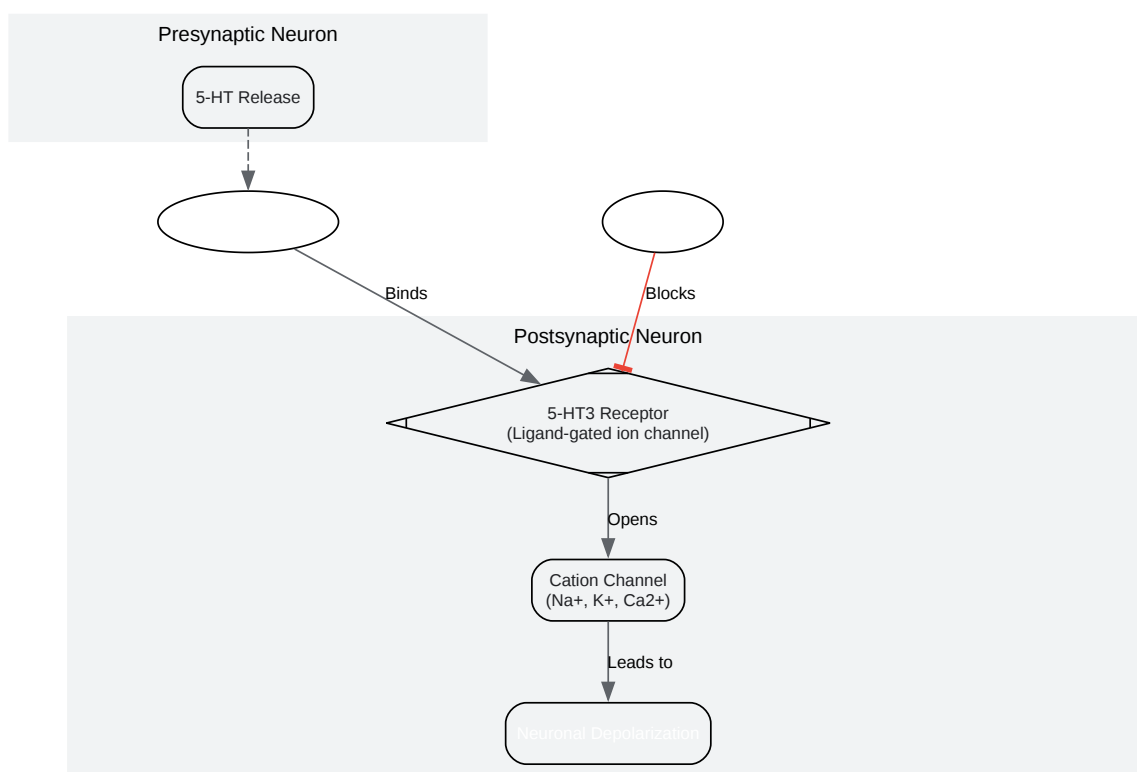 Presynaptic Neuron
5-HT Release
Binds
Blocks
Postsynaptic Neuron
5-HT3 Receptor
(Ligand-gated ion channel)
Opens
Cation Channel
(Na+, K+, Ca2+)
Leads to
Neuronal Depolarization